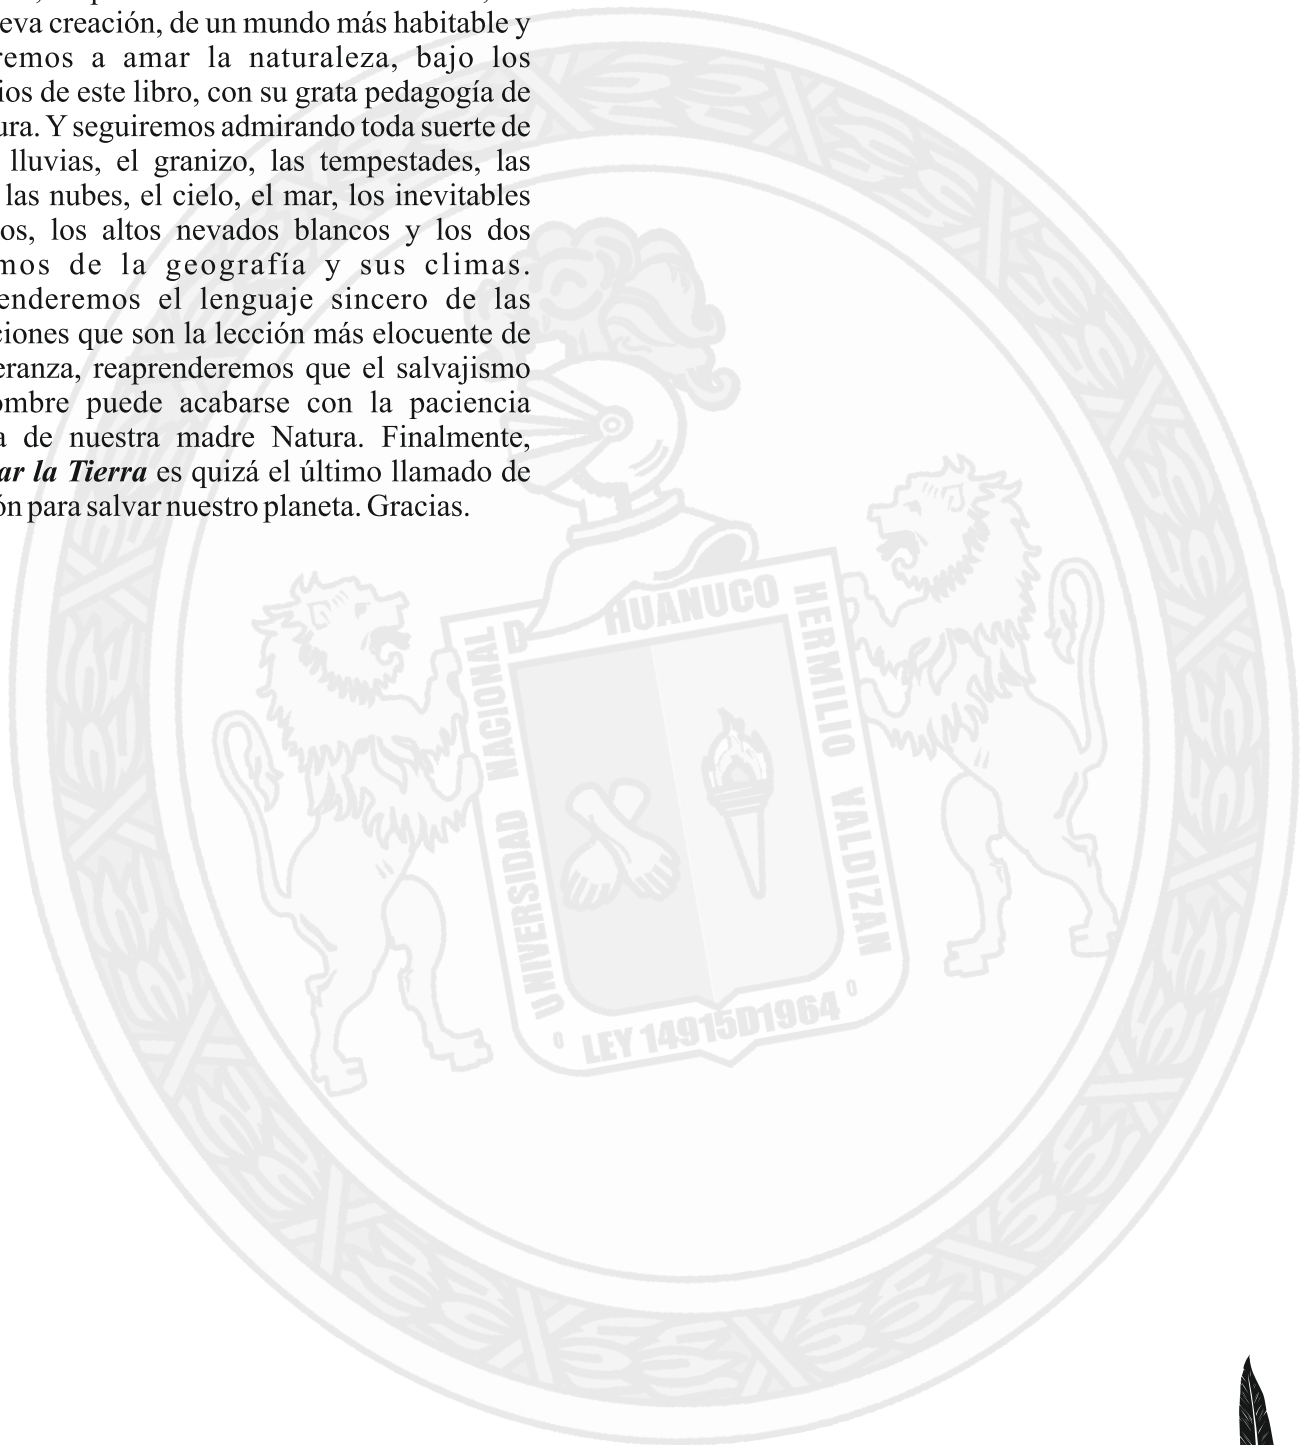 eva creación, de un mundo más habitable y
remos a amar la naturaleza, bajo los
ios de este libro, con su grata pedagogía de
ura. Y seguiremos admirando toda suerte de
lluvias, el granizo, las tempestades, las
las nubes, el cielo, el mar, los inevitables
os, los altos nevados blancos y los dos
mos de la geografía y sus climas.
enderemos el lenguaje sincero de las
ciones que son la lección más elocuente de
eranza, reaprenderemos que el salvajismo
ombre puede acabarse con la paciencia
a de nuestra madre Natura. Finalmente,
ar la Tierra es quizá el último llamado de
ón para salvar nuestro planeta. Gracias.
UNIVERSIDAD NACIONAL
D HUANUCO
HERMILIO VALDIZAN
LEY 14915D1964